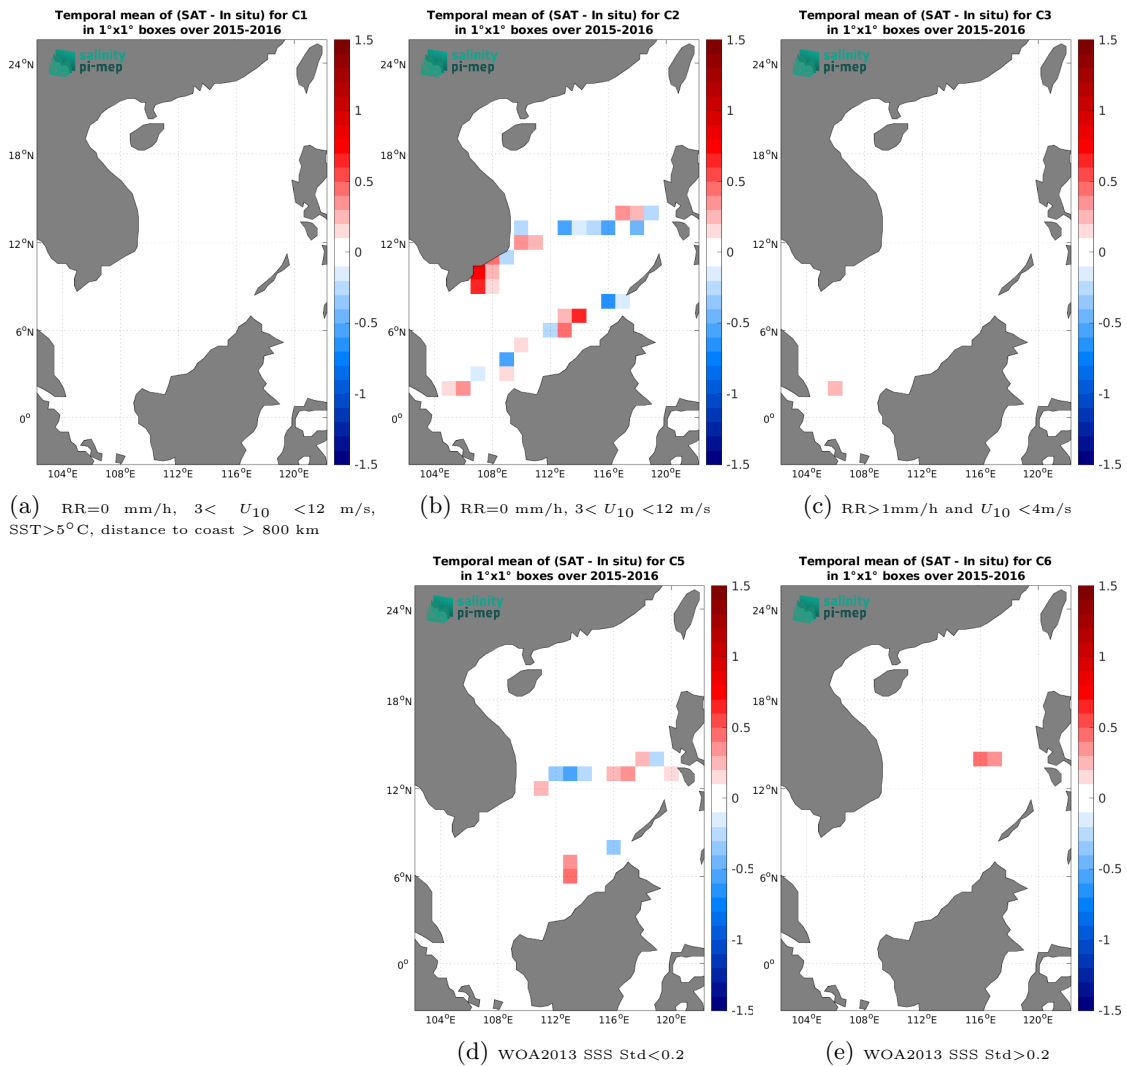 Temporal mean of (SAT - In situ) for C1
in 1°x1° boxes over 2015-2016
salinity
pi-mep
24°N
18°N
12°N
6°N
0°
104°E
108°E
112°E
116°E
120°E
1.5
1
0.5
0
-0.5
-1
-1.5
(a) RR=0 mm/h, 3< U10 <12 m/s,
SST>5°C, distance to coast > 800 km
Temporal mean of (SAT - In situ) for C2
in 1°x1° boxes over 2015-2016
salinity
pi-mep
24°N
18°N
12°N
6°N
0°
104°E
108°E
112°E
116°E
120°E
1.5
1
0.5
0
-0.5
-1
-1.5
(b) RR=0 mm/h, 3< U10 <12 m/s
Temporal mean of (SAT - In situ) for C3
in 1°x1° boxes over 2015-2016
salinity
pi-mep
24°N
18°N
12°N
6°N
0°
104°E
108°E
112°E
116°E
120°E
1.5
1
0.5
0
-0.5
-1
-1.5
(c) RR>1mm/h and U10 <4m/s
Temporal mean of (SAT - In situ) for C5
in 1°x1° boxes over 2015-2016
salinity
pi-mep
24°N
18°N
12°N
6°N
0°
104°E
108°E
112°E
116°E
120°E
1.5
1
0.5
0
-0.5
-1
-1.5
(d) WOA2013 SSS Std<0.2
Temporal mean of (SAT - In situ) for C6
in 1°x1° boxes over 2015-2016
salinity
pi-mep
24°N
18°N
12°N
6°N
0°
104°E
108°E
112°E
116°E
120°E
1.5
1
0.5
0
-0.5
-1
-1.5
(e) WOA2013 SSS Std>0.2